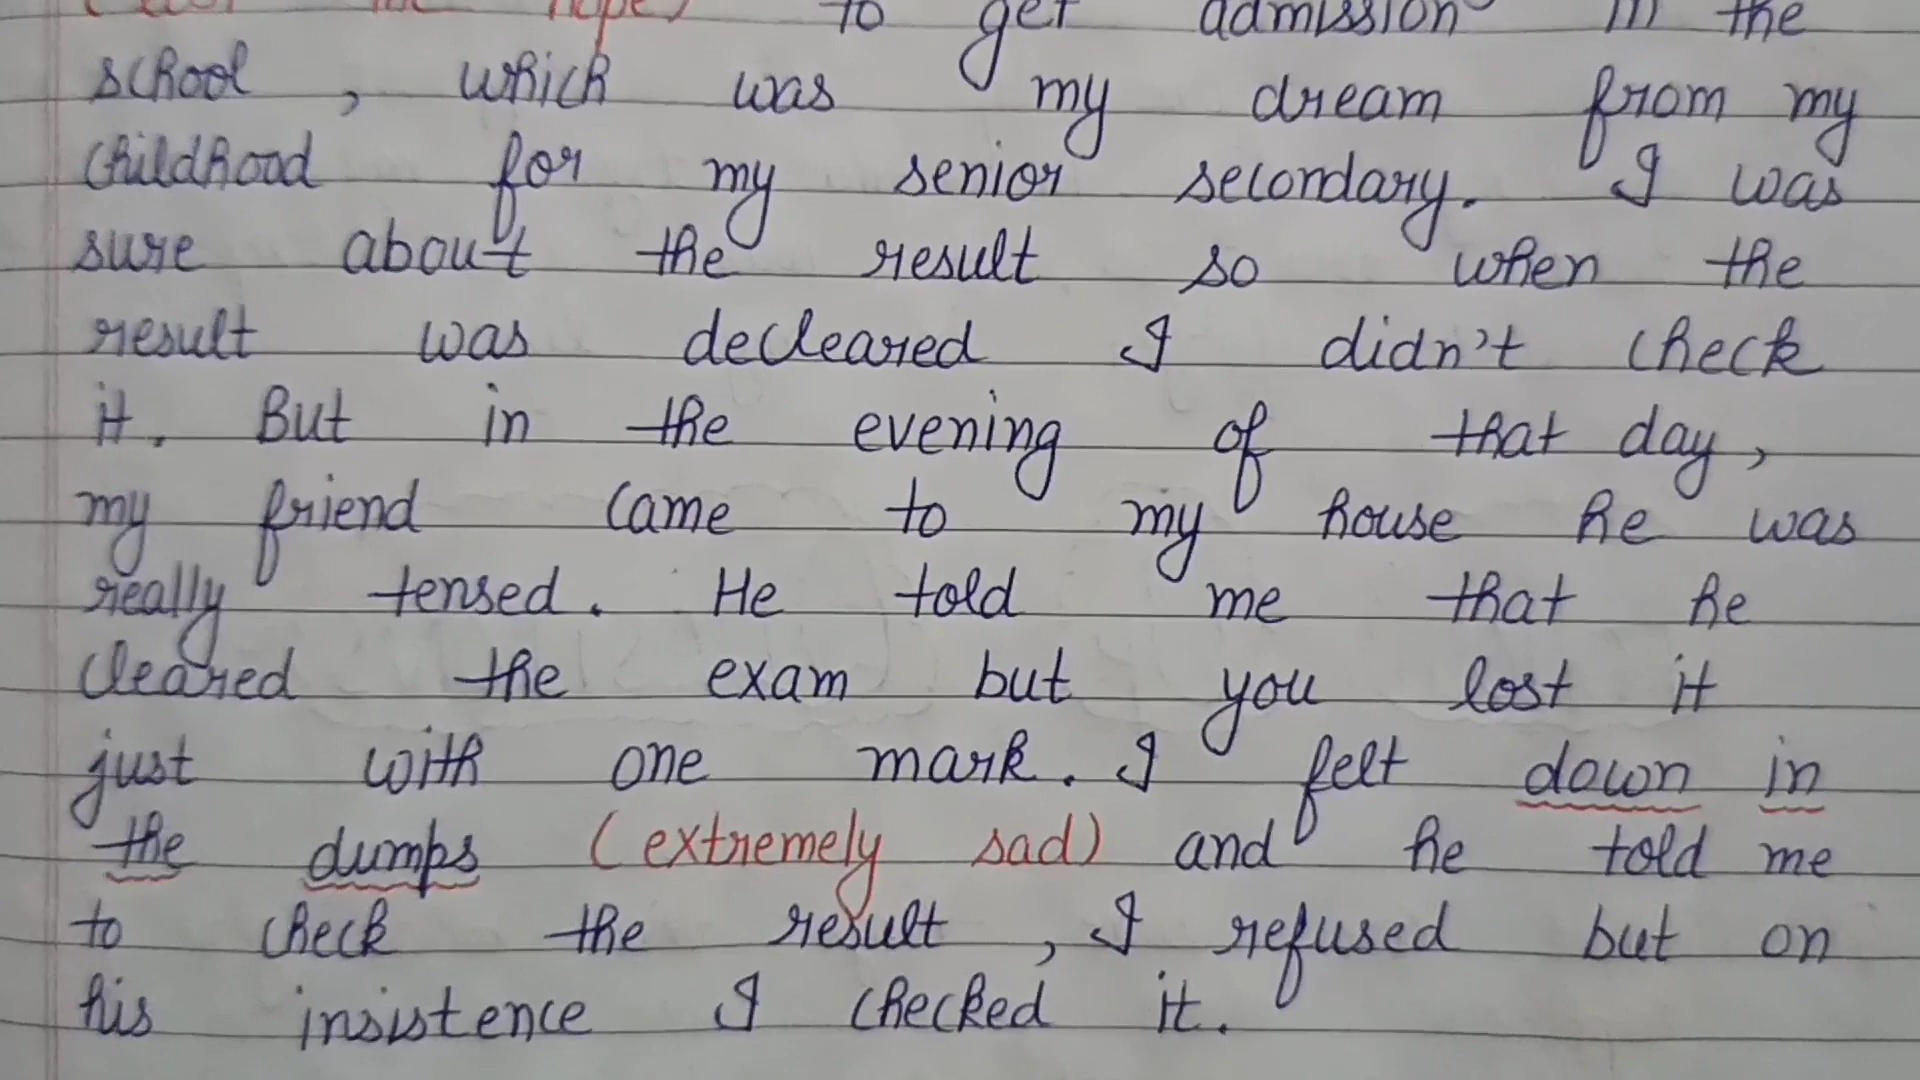 to get admission in the
school, which was my dream from my
childhood for my senior secondary. I was
sure about the result so when the
result was decleared I didn't check
it. But in the evening of that day,
my friend came to my house he was
really tensed. He told me that he
cleared the exam but you lost it
just with one mark. I felt down in
the dumps (extremely sad) and he told me
to check the result, I refused but on
his insistence I checked it.